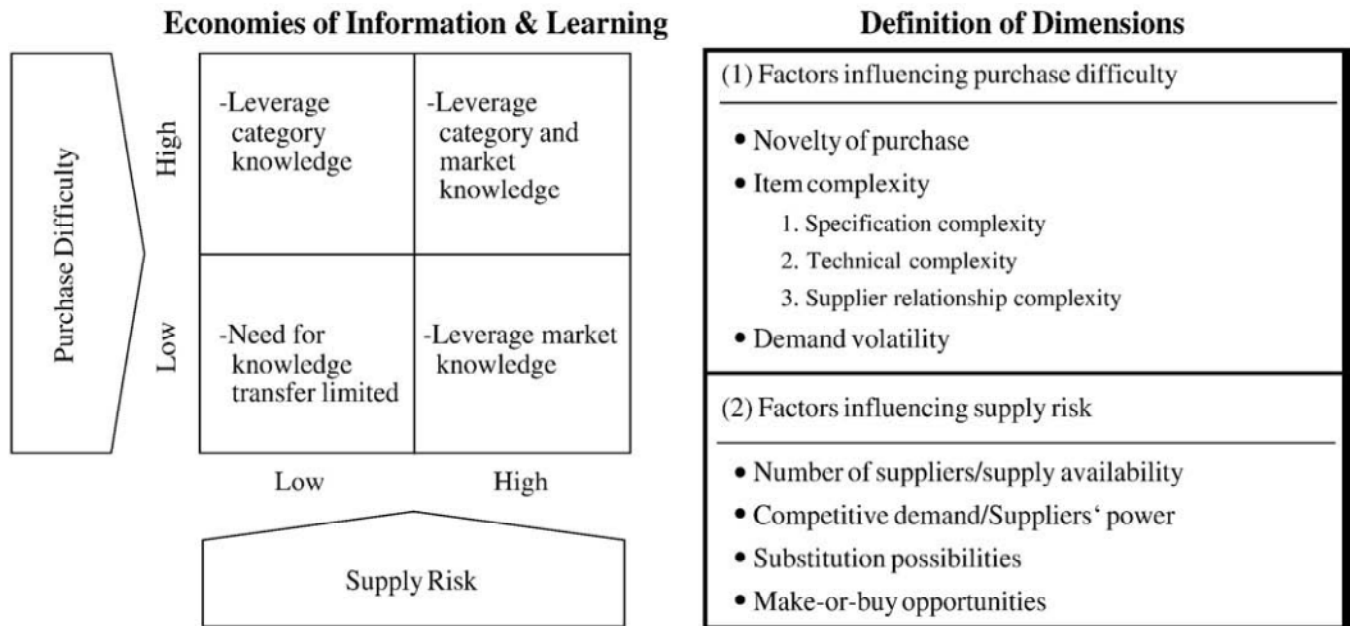 Economies of Information & Learning
Purchase Difficulty
High
Low
-Leverage
category
knowledge
-Leverage
category and
market
knowledge
-Need for
knowledge
transfer limited
-Leverage market
knowledge
Low
High
Supply Risk
Definition of Dimensions
(1) Factors influencing purchase difficulty
• Novelty of purchase
• Item complexity
1. Specification complexity
2. Technical complexity
3. Supplier relationship complexity
• Demand volatility
(2) Factors influencing supply risk
• Number of suppliers/supply availability
• Competitive demand/Suppliers‘ power
• Substitution possibilities
• Make-or-buy opportunities